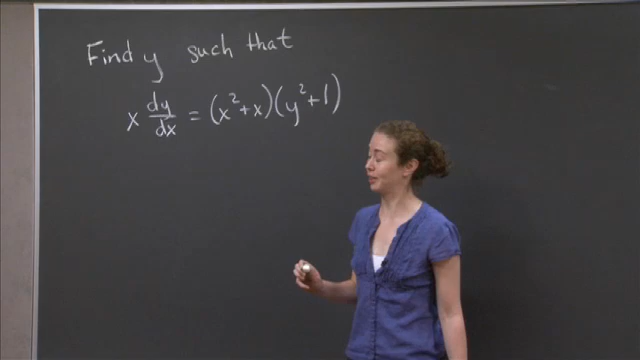 Find y such that
x dy/dx = (x²+x)(y²+1)